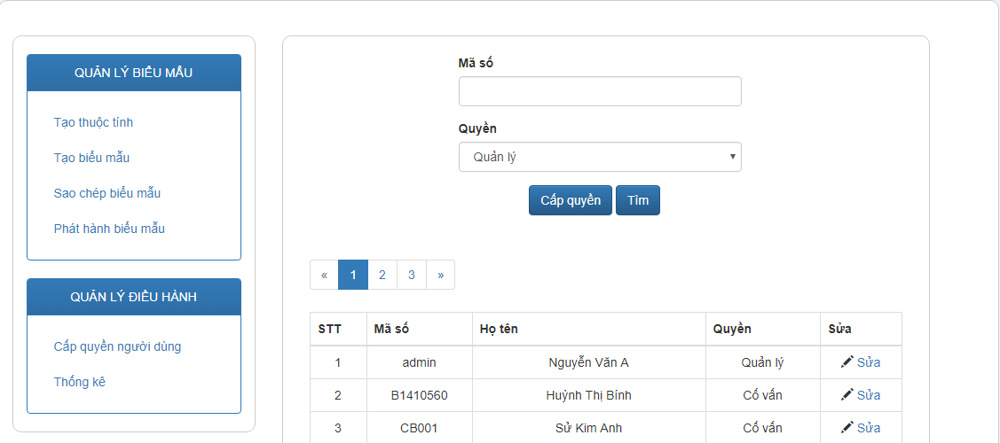 QUẢN LÝ BIỂU MẪU
Tạo thuộc tính
Tạo biểu mẫu
Sao chép biểu mẫu
Phát hành biểu mẫu
QUẢN LÝ ĐIỀU HÀNH
Cấp quyền người dùng
Thống kê
Mã số
Quyền
Quản lý
Cấp quyền Tìm
« 1 2 3 »
STT Mã số Họ tên Quyền Sửa
1 admin Nguyễn Văn A Quản lý Sửa
2 B1410560 Huỳnh Thị Bính Cố vấn Sửa
3 CB001 Sử Kim Anh Cố vấn Sửa